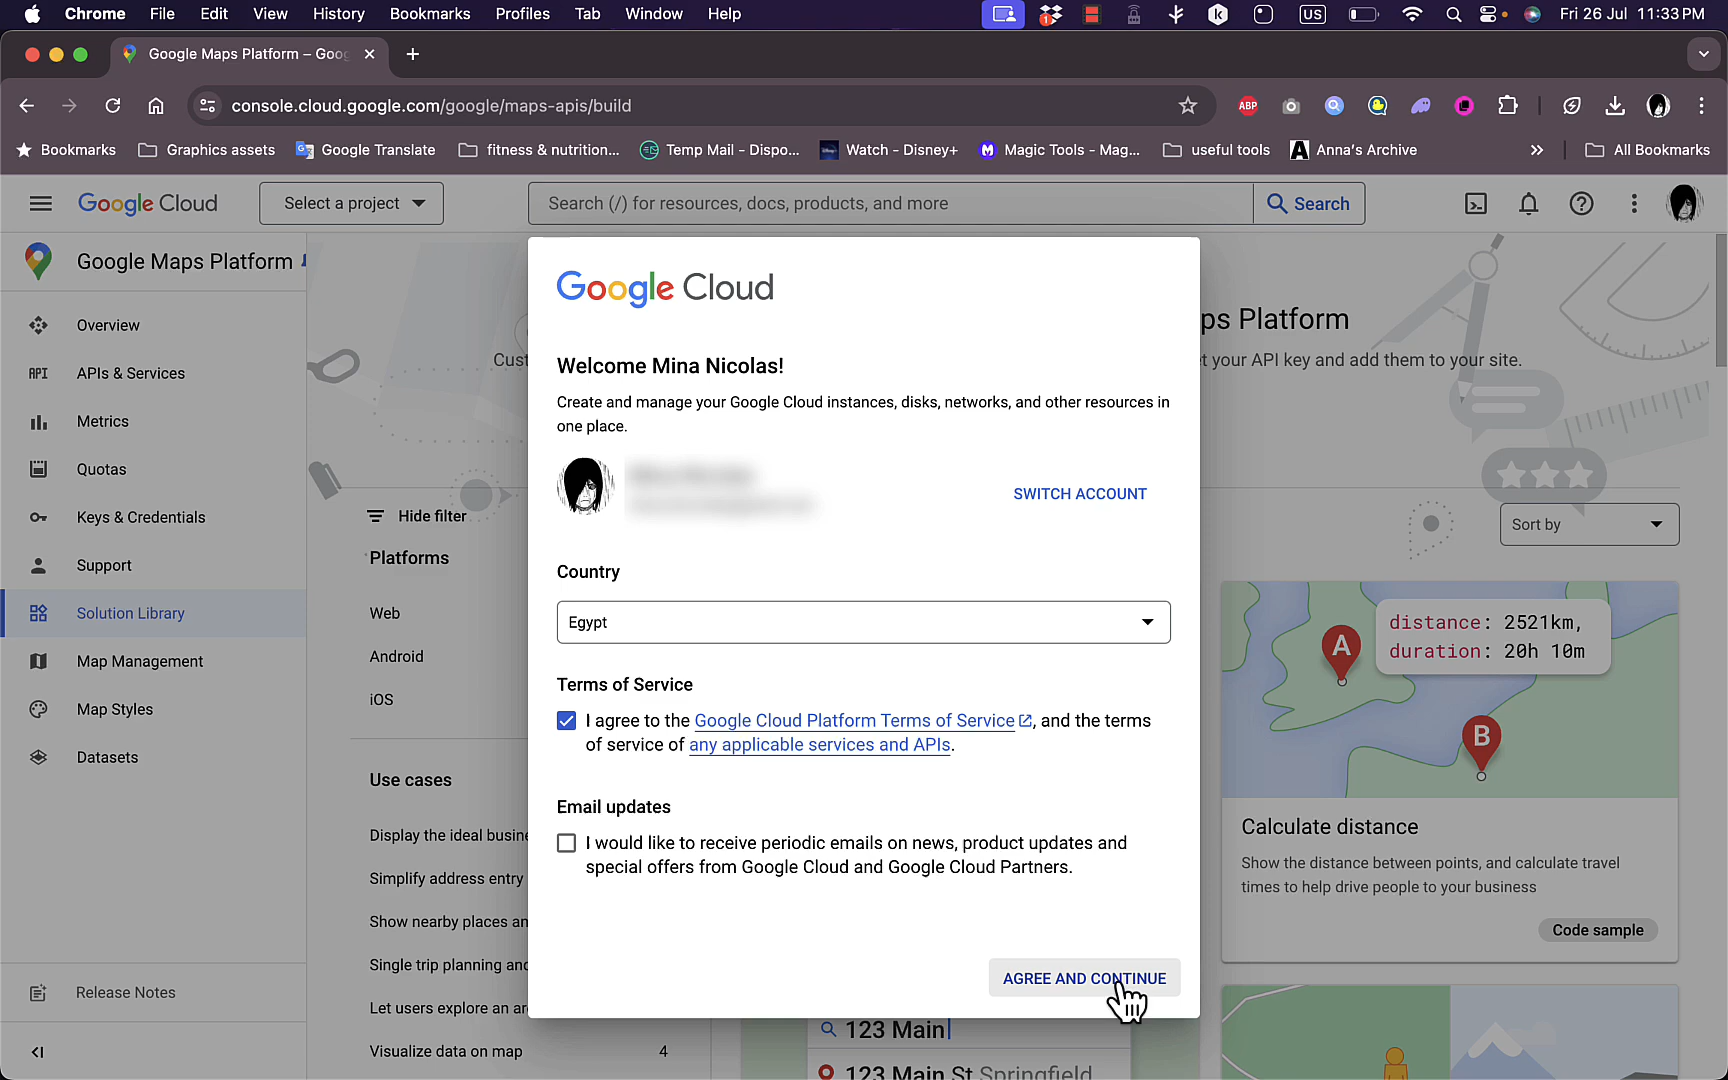 Chrome File Edit View History Bookmarks Profiles Tab Window Help
1 k US Fri 26 Jul 11:33 PM
Google Maps Platform – Goog
console.cloud.google.com/google/maps-apis/build
ABP
Bookmarks Graphics assets Google Translate fitness & nutrition... Temp Mail - Dispo... Watch - Disney+ Magic Tools - Mag... useful tools Anna's Archive » All Bookmarks
Google Cloud Select a project Search (/) for resources, docs, products, and more Search
Google Maps Platform
Overview
API APIs & Services
Metrics
Quotas
Keys & Credentials
Support
Solution Library
Map Management
Map Styles
Datasets
Release Notes
ps Platform
Cust
t your API key and add them to your site.
Hide filter
Sort by
Platforms
Web
Android
iOS
Use cases
Display the ideal busine
Simplify address entry
Show nearby places an
Single trip planning and
Let users explore an ar
Visualize data on map 4
Google Cloud
Welcome Mina Nicolas!
Create and manage your Google Cloud instances, disks, networks, and other resources in
one place.
SWITCH ACCOUNT
Country
Egypt
Terms of Service
I agree to the Google Cloud Platform Terms of Service, and the terms
of service of any applicable services and APIs.
Email updates
I would like to receive periodic emails on news, product updates and
special offers from Google Cloud and Google Cloud Partners.
AGREE AND CONTINUE
123 Main
123 Main St Springfield
A
B
distance: 2521km,
duration: 20h 10m
Calculate distance
Show the distance between points, and calculate travel
times to help drive people to your business
Code sample